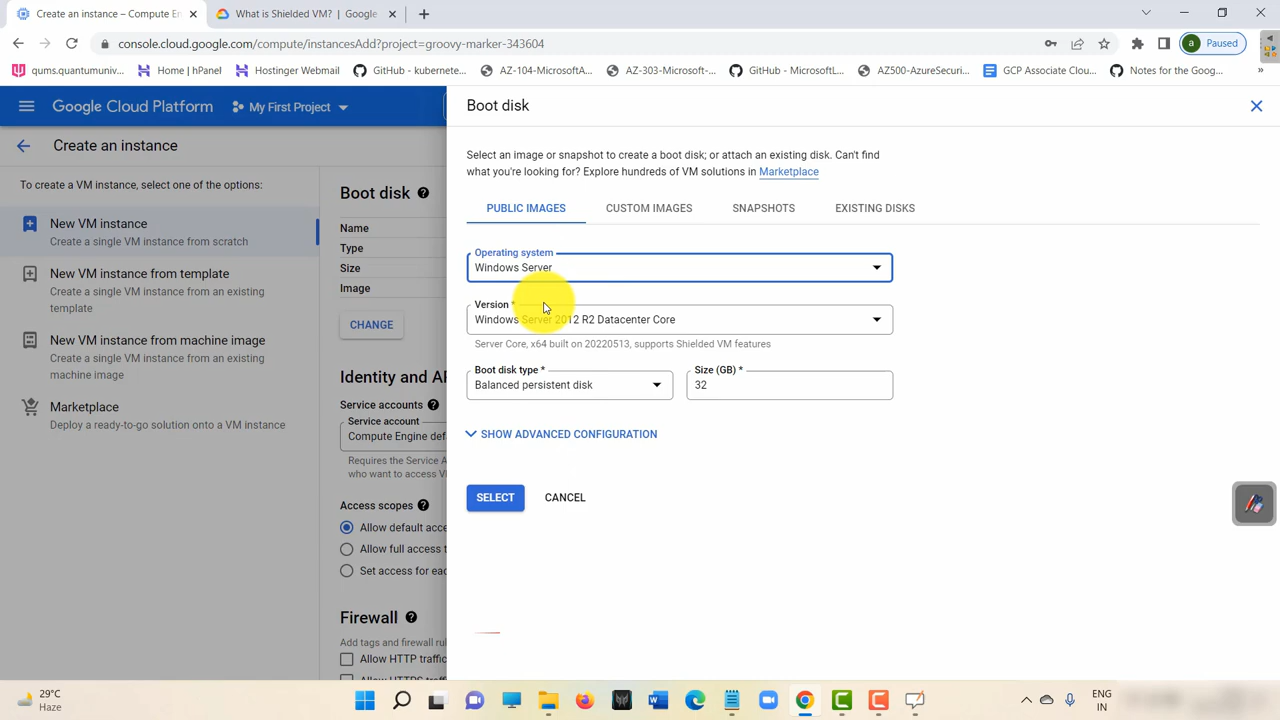 Create an instance – Compute En
What is Shielded VM? | Google
console.cloud.google.com/compute/instancesAdd?project=groovy-marker-343604
a Paused
qums.quantumuniv...
Home | hPanel
Hostinger Webmail
GitHub - kubernete...
AZ-104-MicrosoftA...
AZ-303-Microsoft-...
GitHub - MicrosoftL...
AZ500-AzureSecuri...
GCP Associate Clou...
Notes for the Goog...
»
Google Cloud Platform
My First Project
Create an instance
To create a VM instance, select one of the options:
New VM instance
Create a single VM instance from scratch
New VM instance from template
Create a single VM instance from an existing
template
New VM instance from machine image
Create a single VM instance from an existing
machine image
Marketplace
Deploy a ready-to-go solution onto a VM instance
Boot disk
Name
Type
Size
Image
CHANGE
Identity and AP
Service accounts
Service account
Compute Engine def
Requires the Service A
who want to access V
Access scopes
Allow default acce
Allow full access t
Set access for eac
Firewall
Add tags and firewall ru
Allow HTTP traffic
Boot disk
Select an image or snapshot to create a boot disk; or attach an existing disk. Can't find
what you're looking for? Explore hundreds of VM solutions in Marketplace
PUBLIC IMAGES
CUSTOM IMAGES
SNAPSHOTS
EXISTING DISKS
Operating system
Windows Server
Version *
Windows Server 2012 R2 Datacenter Core
Server Core, x64 built on 20220513, supports Shielded VM features
Boot disk type *
Balanced persistent disk
Size (GB) *
32
SHOW ADVANCED CONFIGURATION
SELECT
CANCEL
29°C
Haze
ENG
IN